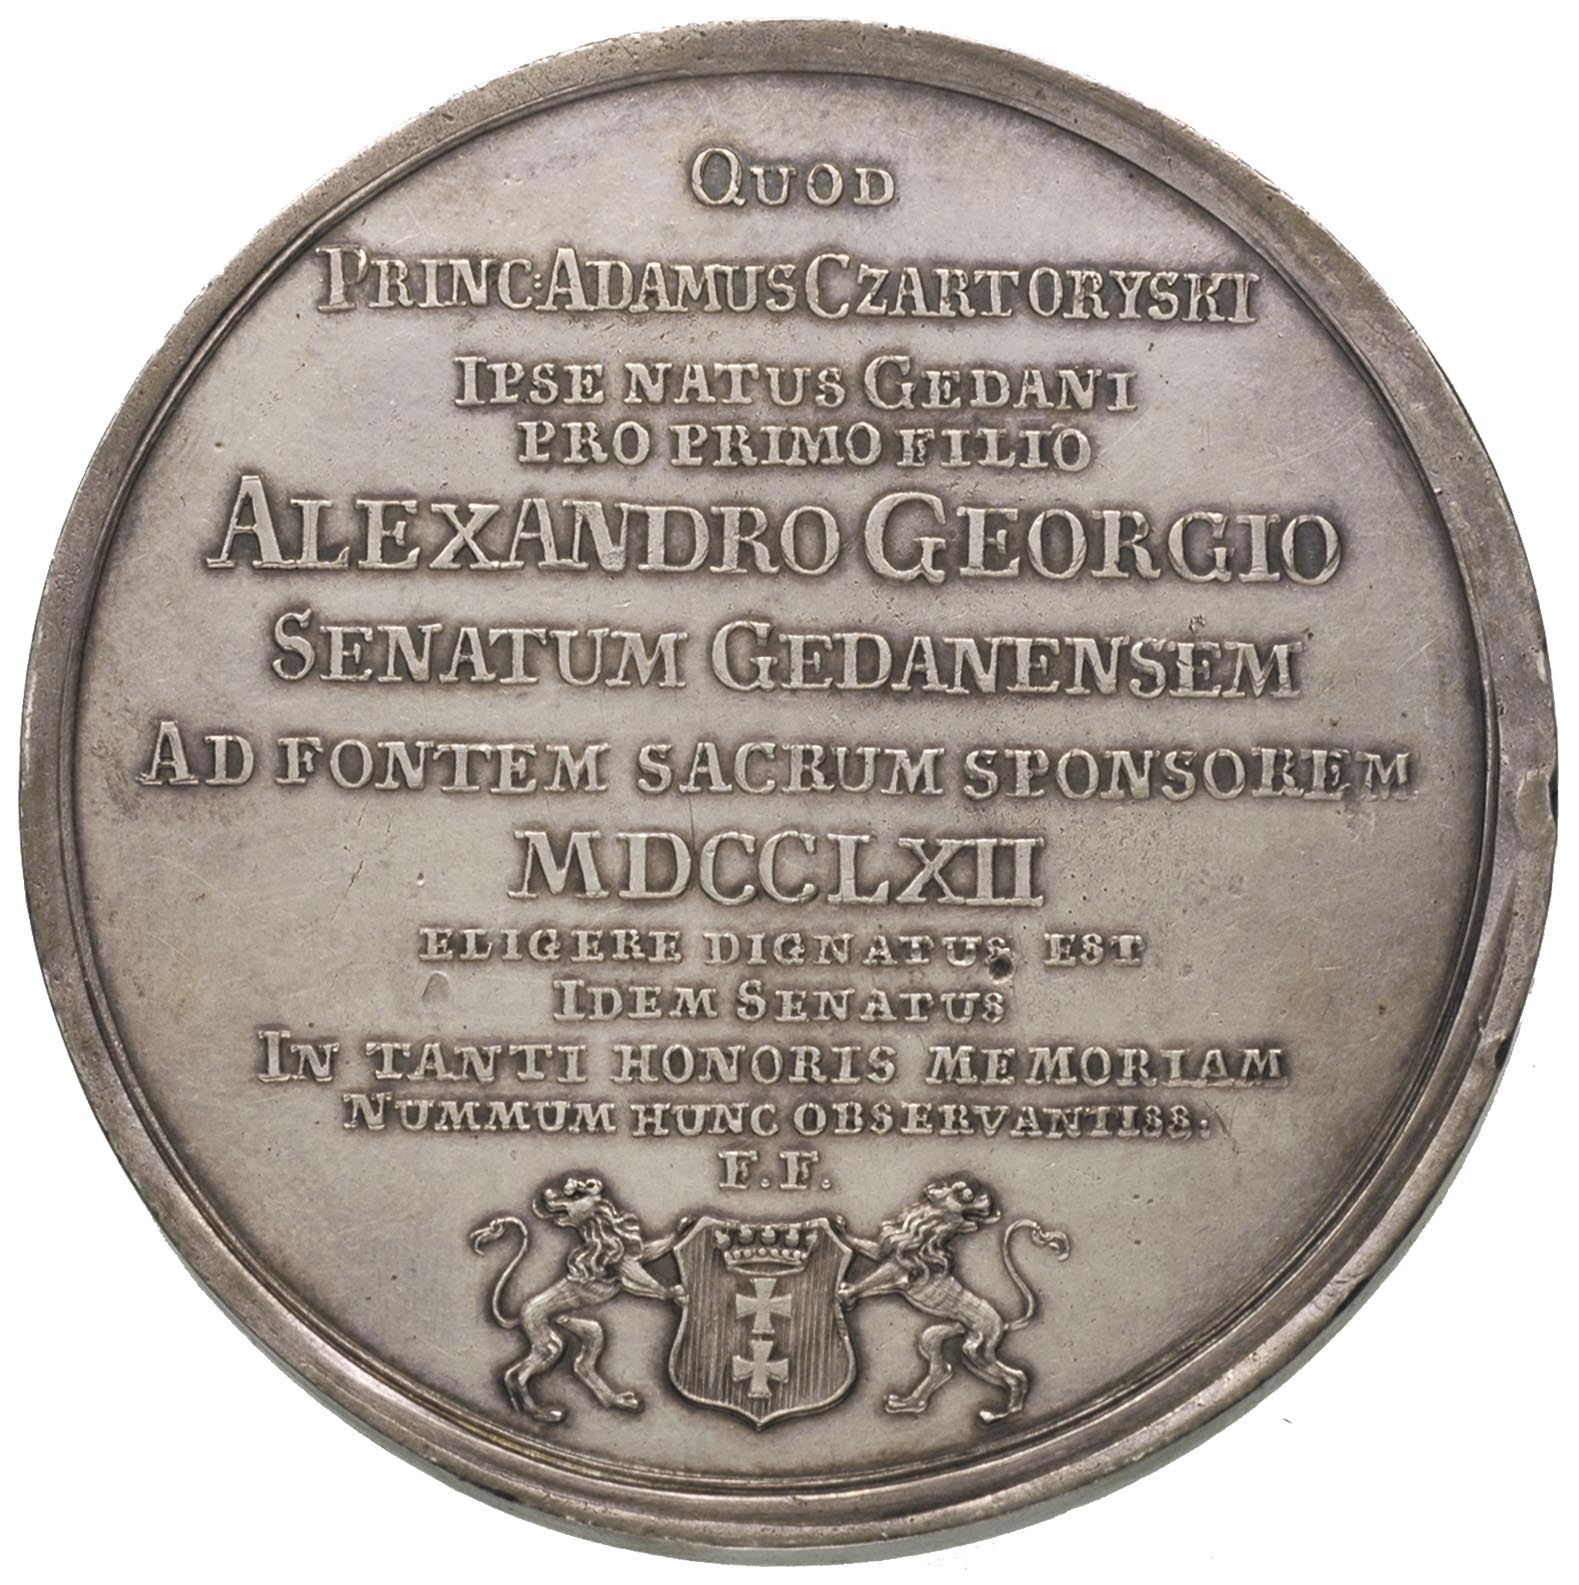 QUOD
PRINC: ADAMUS CZARTORYSKI
IPSE NATUS GEDANI
PRO PRIMO FILIO
ALEXANDRO GEORGIO
SENATUM GEDANENSEM
AD FONTEM SACRUM SPONSOREM
MDCCLXII
ELIGERE DIGNATUS EST
IDEM SENATUS
IN TANTI HONORIS MEMORIAM
NUMMUM HUNC OBSERVANTISS.
F. F.